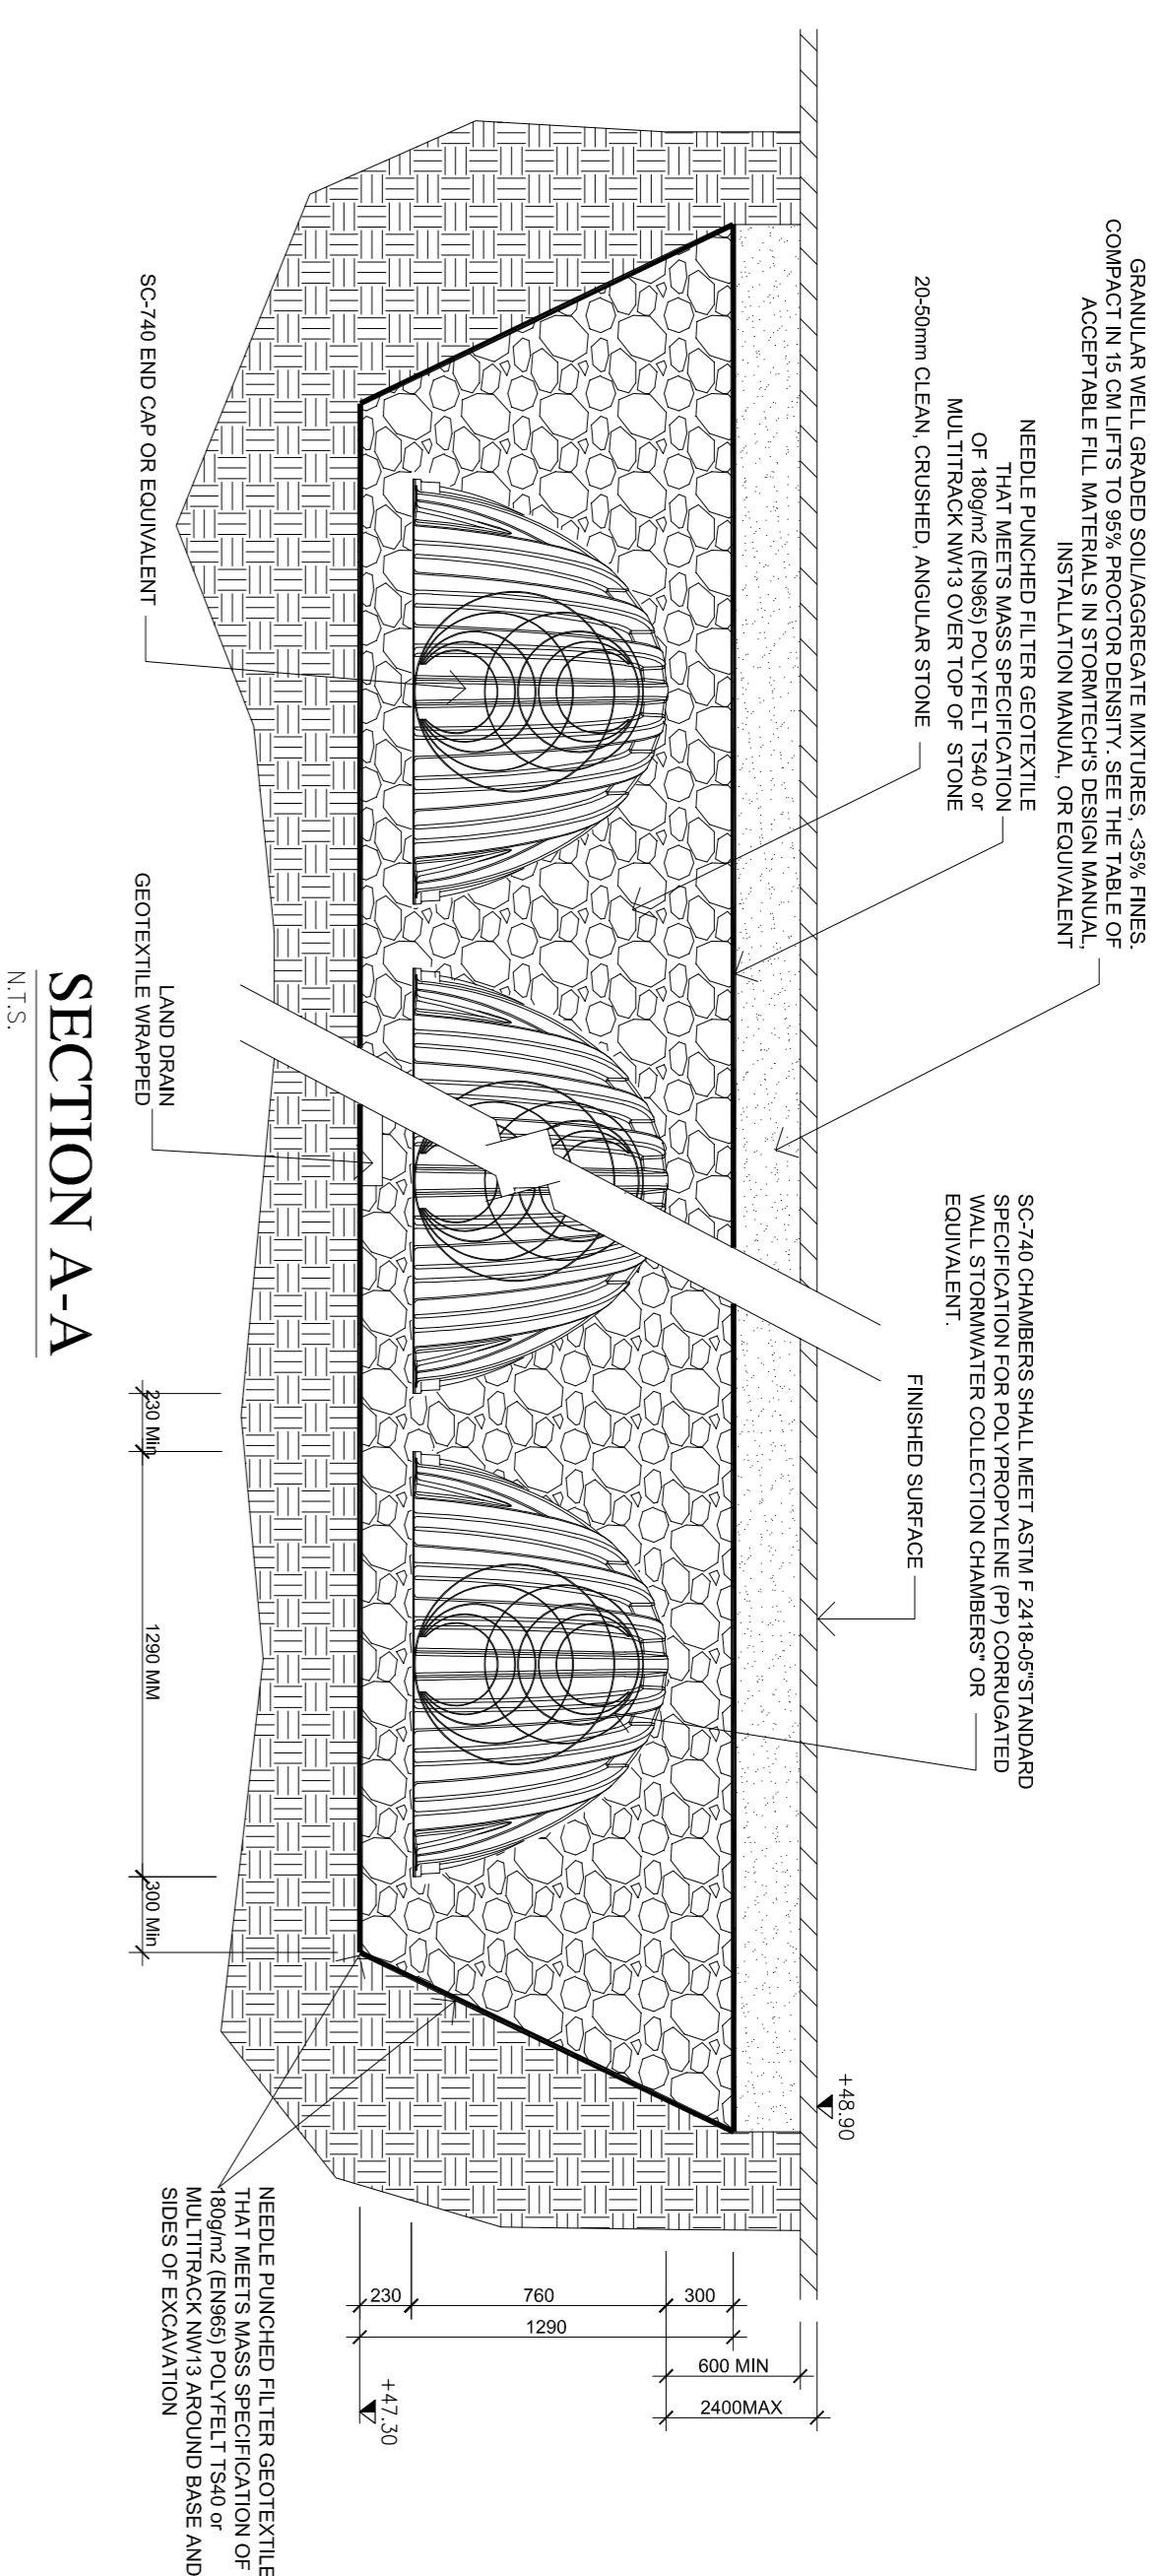 GRANULAR WELL GRADED SOIL/AGGREGATE MIXTURES, <35% FINES.
COMPACT IN 15 CM LIFTS TO 95% PROCTOR DENSITY. SEE THE TABLE OF
ACCEPTABLE FILL MATERIALS IN STORMTECH'S DESIGN MANUAL,
INSTALLATION MANUAL, OR EQUIVALENT
NEEDLE PUNCHED FILTER GEOTEXTILE
THAT MEETS MASS SPECIFICATION
OF 180g/m2 (EN965) POLYFELT TS40 or
MULTITRACK NW13 OVER TOP OF STONE
20-50mm CLEAN, CRUSHED, ANGULAR STONE
SC-740 CHAMBERS SHALL MEET ASTM F 2418-05"STANDARD
SPECIFICATION FOR POLYPROPYLENE (PP) CORRUGATED
WALL STORMWATER COLLECTION CHAMBERS" OR
EQUIVALENT.
FINISHED SURFACE
+48.90
300
760
230
1290
600 MIN
2400MAX
+47.30
SC-740 END CAP OR EQUIVALENT
LAND DRAIN
GEOTEXTILE WRAPPED
230 Min
1290 MM
300 Min
NEEDLE PUNCHED FILTER GEOTEXTILE
THAT MEETS MASS SPECIFICATION OF
180g/m2 (EN965) POLYFELT TS40 or
MULTITRACK NW13 AROUND BASE AND
SIDES OF EXCAVATION
SECTION A-A
N.T.S.